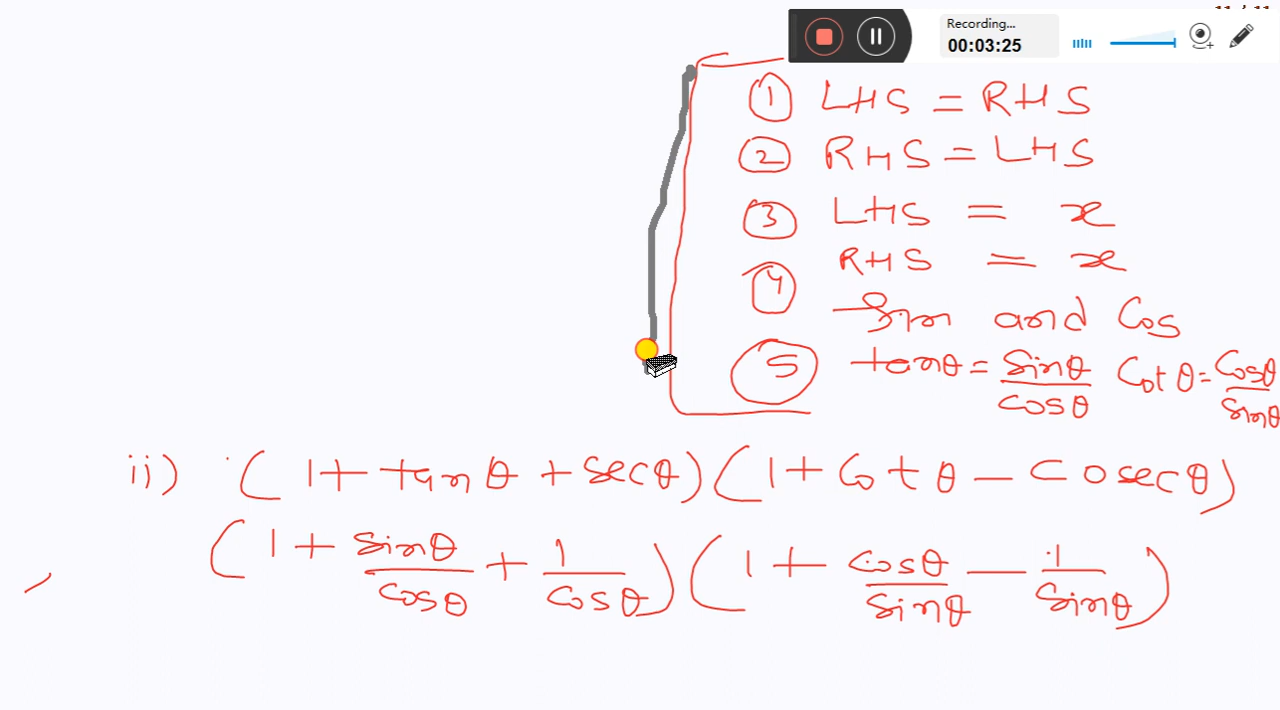 Recording...
00:03:25
① LHS = RHS
② RHS = LHS
③ LHS = x
RHS = x
④
Sin and Cos
⑤ tanθ = Sinθ/COSθ Cot θ = Cosθ/Sinθ
ii) (1 + tanθ + secθ)(1 + Cotθ - Cosecθ)
(1 + Sinθ/COSθ + 1/COSθ)(1 + COSθ/Sinθ - 1/Sinθ)